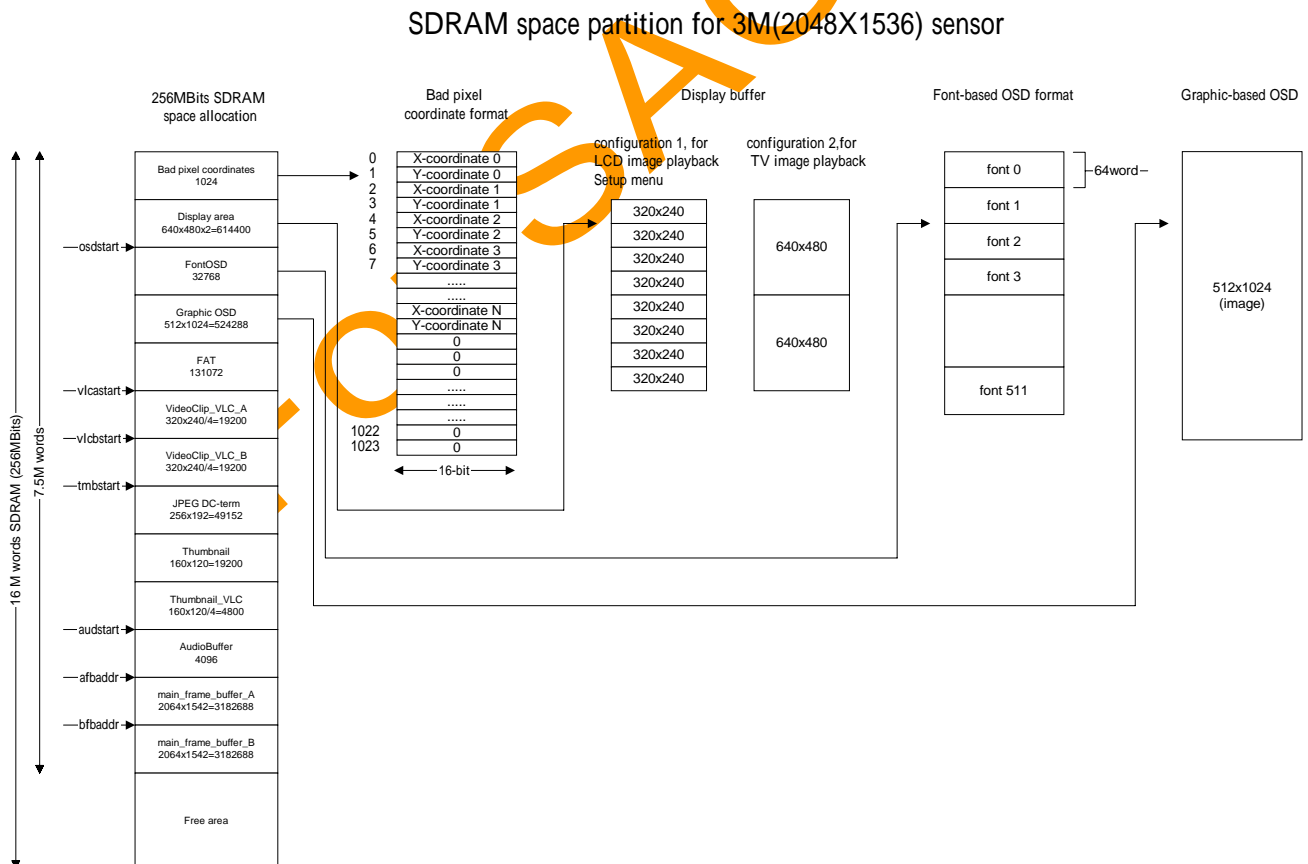 SDRAM space partition for 3M(2048X1536) sensor
256MBits SDRAM
space allocation
Bad pixel
coordinate format
Display buffer
Font-based OSD format
Graphic-based OSD
configuration 1, for
LCD image playback
Setup menu
configuration 2,for
TV image playback
16 M words SDRAM (256MBits)
7.5M words
osdstart
vlcastart
vlcbstart
tmbstart
audstart
afbaddr
bfbaddr
Bad pixel coordinates
1024
Display area
640x480x2=614400
FontOSD
32768
Graphic OSD
512x1024=524288
FAT
131072
VideoClip_VLC_A
320x240/4=19200
VideoClip_VLC_B
320x240/4=19200
JPEG DC-term
256x192=49152
Thumbnail
160x120=19200
Thumbnail_VLC
160x120/4=4800
AudioBuffer
4096
main_frame_buffer_A
2064x1542=3182688
main_frame_buffer_B
2064x1542=3182688
Free area
0 X-coordinate 0
1 Y-coordinate 0
2 X-coordinate 1
3 Y-coordinate 1
4 X-coordinate 2
5 Y-coordinate 2
6 X-coordinate 3
7 Y-coordinate 3
.....
.....
X-coordinate N
Y-coordinate N
0
0
0
.....
.....
.....
1022 0
1023 0
16-bit
320x240
320x240
320x240
320x240
320x240
320x240
320x240
320x240
640x480
640x480
font 0
font 1
font 2
font 3
font 511
64word
512x1024
(image)